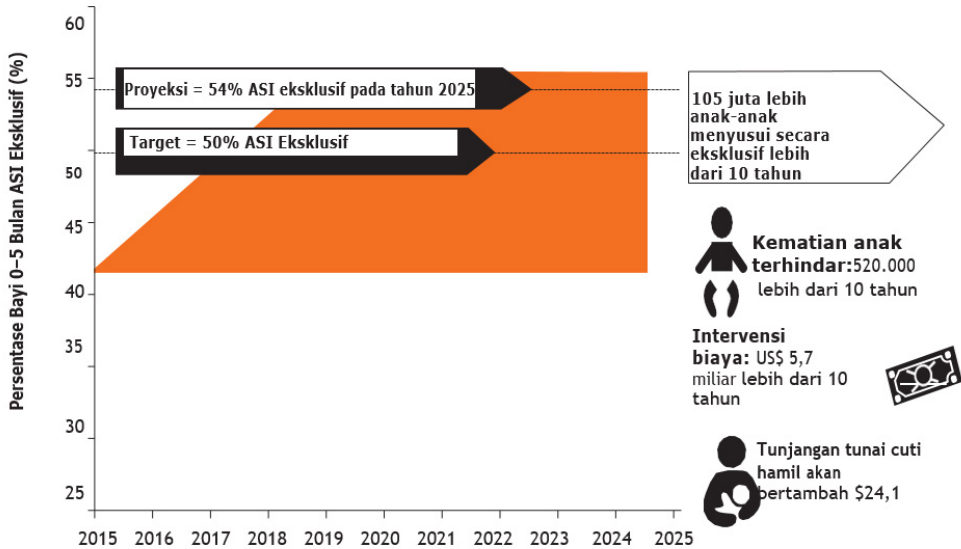 Persentase Bayi 0–5 Bulan ASI Eksklusif (%)
60
55
50
45
40
35
30
25
2015 2016 2017 2018 2019 2020 2021 2022 2023 2024 2025
Proyeksi = 54% ASI eksklusif pada tahun 2025
Target = 50% ASI Eksklusif
105 juta lebih
anak-anak
menyusui secara
eksklusif lebih
dari 10 tahun
Kematian anak
terhindar:520.000
lebih dari 10 tahun
Intervensi
biaya: US$ 5,7
miliar lebih dari 10
tahun
Tunjangan tunai cuti
hamil akan
bertambah $24,1